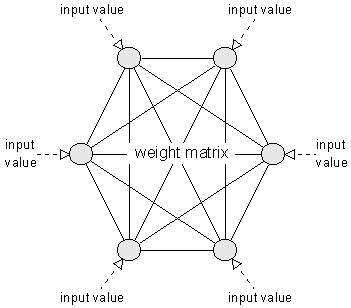 input value
input value
input
value
weight matrix
input
value
input value
input value